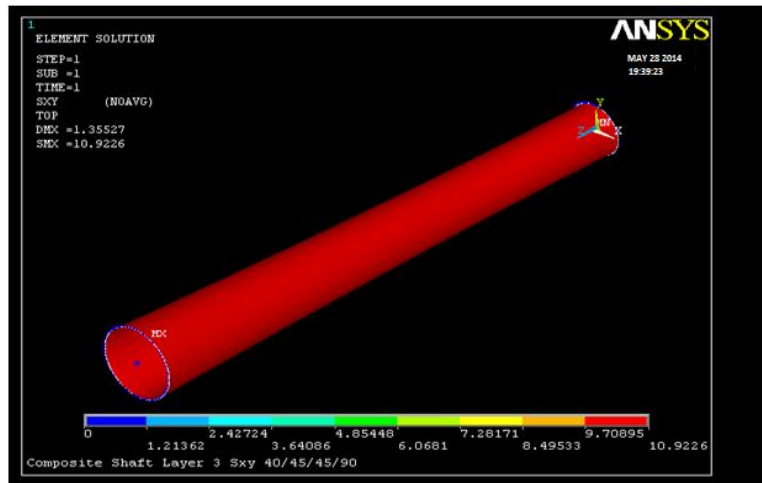 1
ELEMENT SOLUTION
STEP=1
SUB =1
TIME=1
SXY (NOAVG)
TOP
DMX =1.35527
SMX =10.9226
ANSYS
MAY 28 2014
19:39:23
Y
MN
Z X
MX
0 2.42724 4.85448 7.28171 9.70895
1.21362 3.64086 6.0681 8.49533 10.9226
Composite Shaft Layer 3 Sxy 40/45/45/90